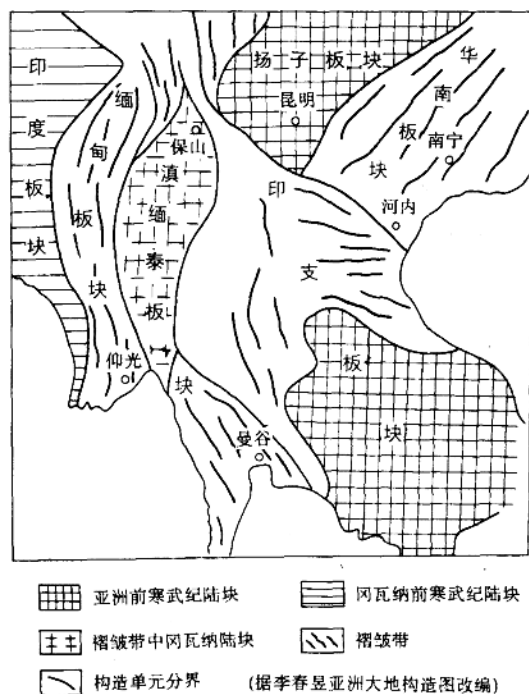 印度板块
缅甸板块
扬子板块
昆明
华南板块
南宁
河内
保山
滇缅泰板块
印支板块
仰光
曼谷
亚洲前寒武纪陆块
冈瓦纳前寒武纪陆块
褶皱带中冈瓦纳陆块
褶皱带
构造单元分界
(据李春昱亚洲大地构造图改编)